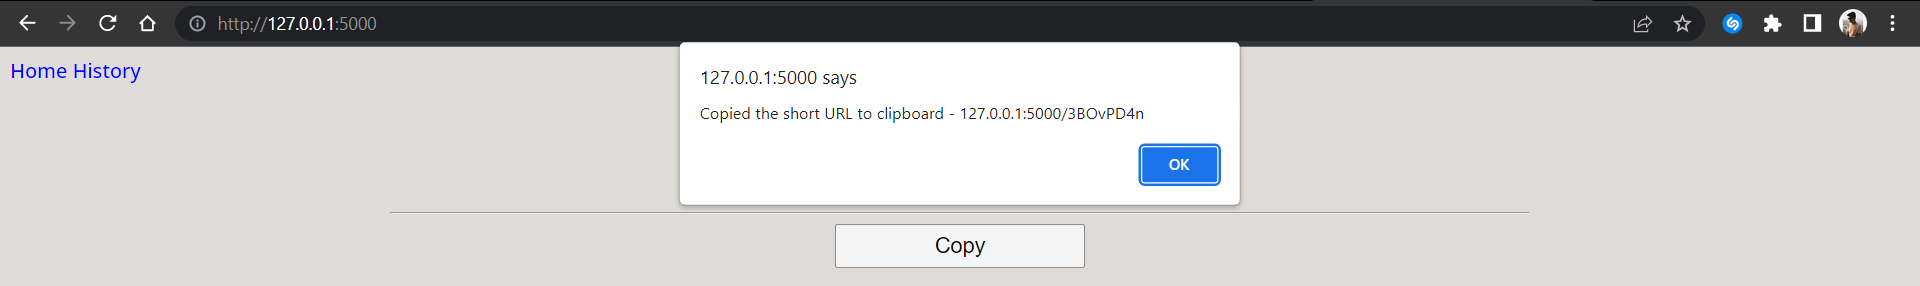 http://127.0.0.1:5000
Home History
127.0.0.1:5000 says
Copied the short URL to clipboard - 127.0.0.1:5000/3BOvPD4n
OK
Copy